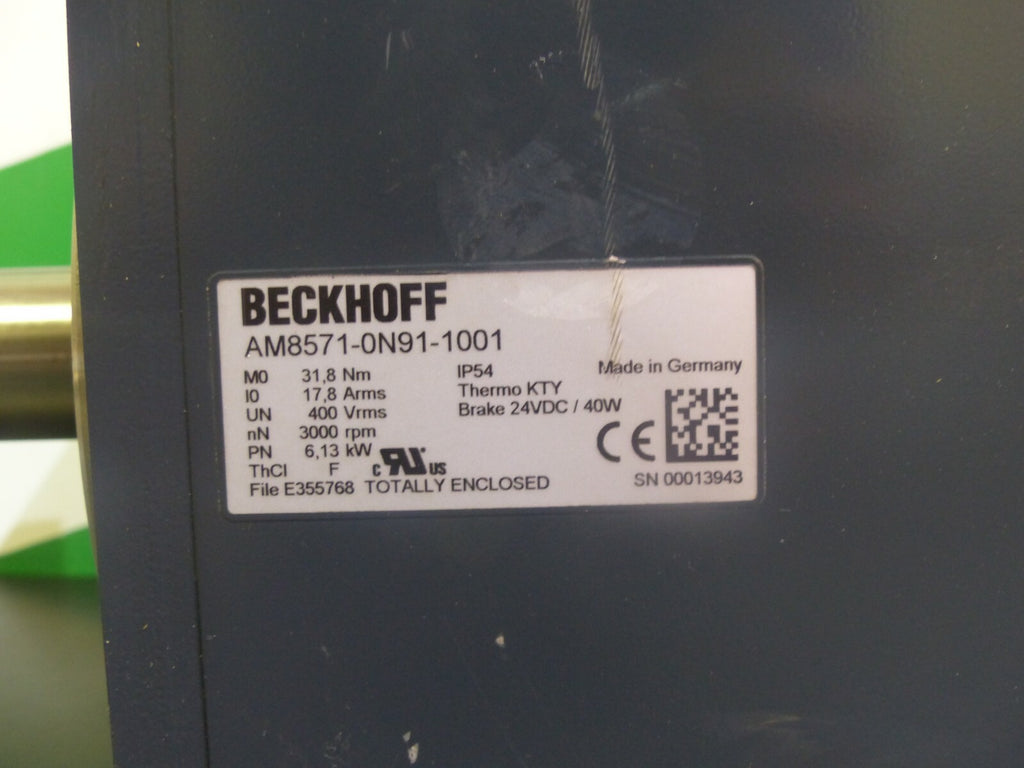 BECKHOFF
AM8571-0N91-1001
M0 31,8 Nm IP54 Made in Germany
I0 17,8 Arms Thermo KTY
UN 400 Vrms Brake 24VDC / 40W
nN 3000 rpm
PN 6,13 kW CE
ThCl F c RU US
File E355768 TOTALLY ENCLOSED SN 00013943